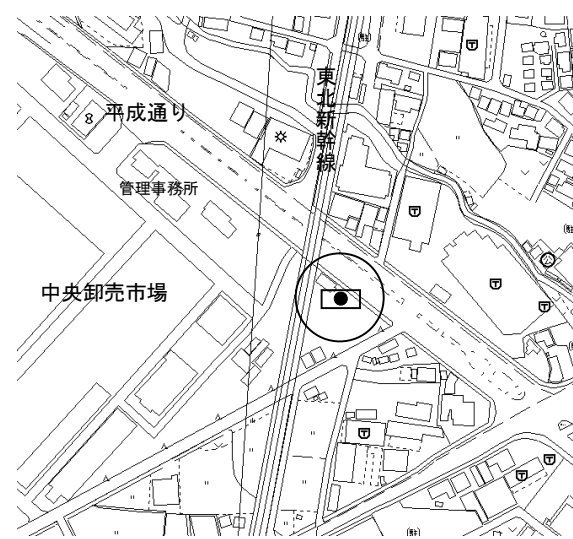 東北新幹線
平成通り
管理事務所
中央卸売市場